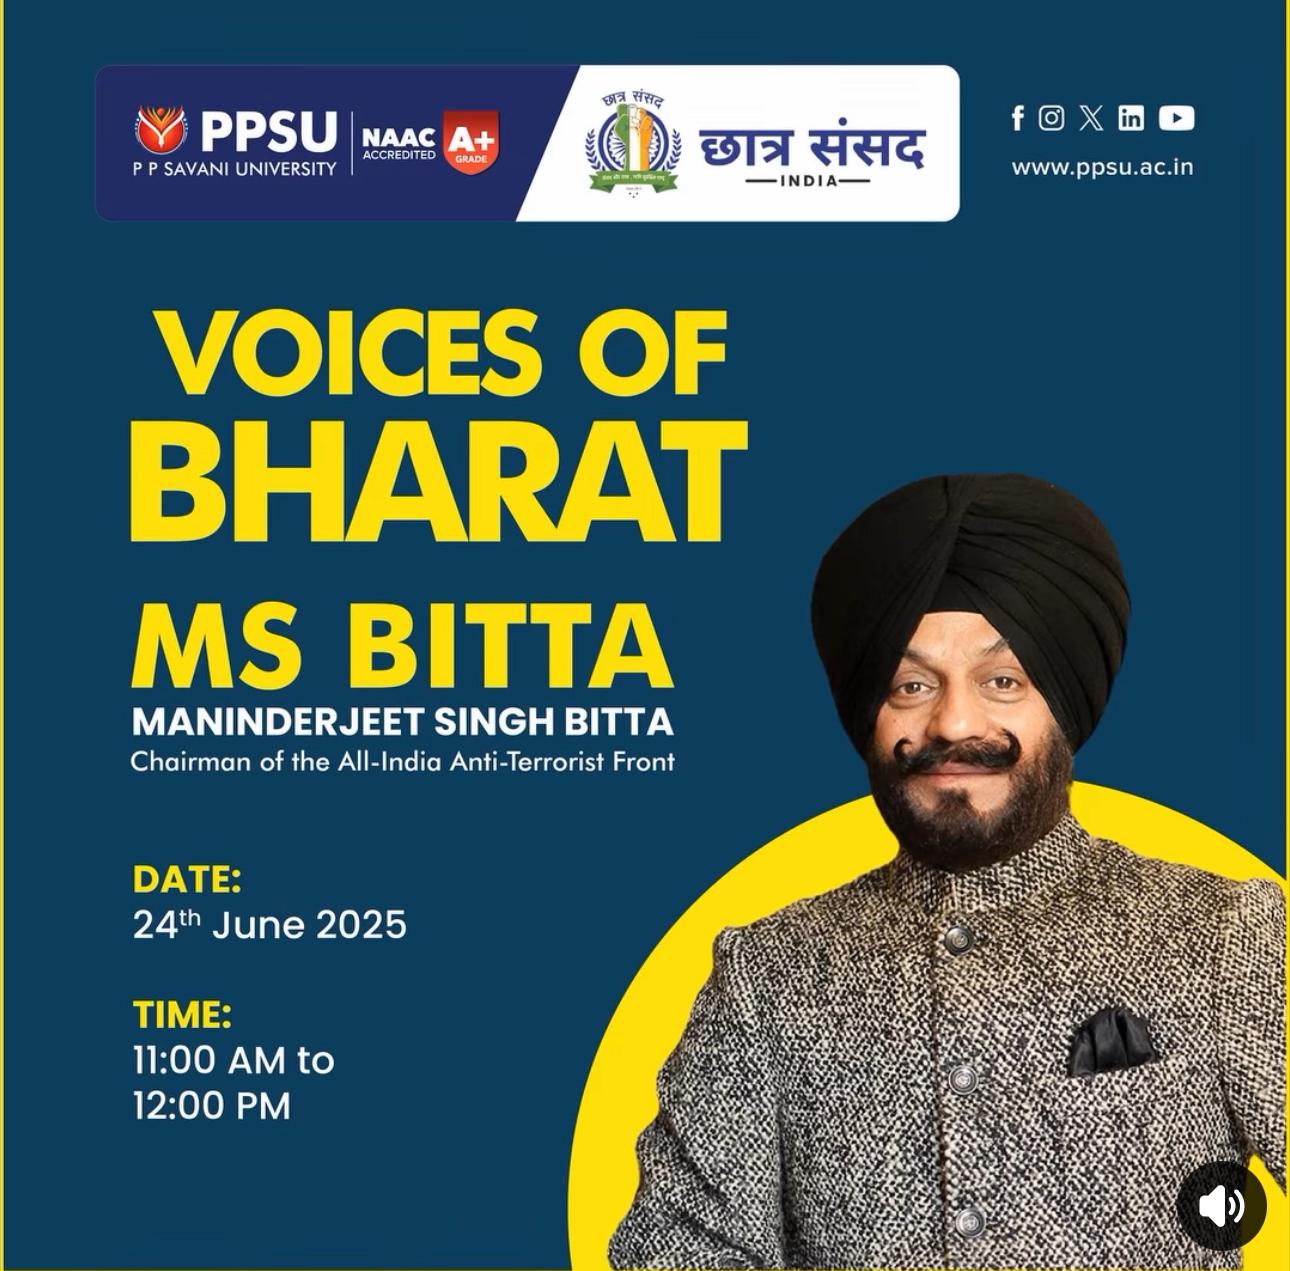 PPSU
P P SAVANI UNIVERSITY
NAAC
ACCREDITED
A+
GRADE
छात्र संसद
छात्र संसद
INDIA
www.ppsu.ac.in
VOICES OF
BHARAT
MS BITTA
MANINDERJEET SINGH BITTA
Chairman of the All-India Anti-Terrorist Front
DATE:
24th June 2025
TIME:
11:00 AM to
12:00 PM